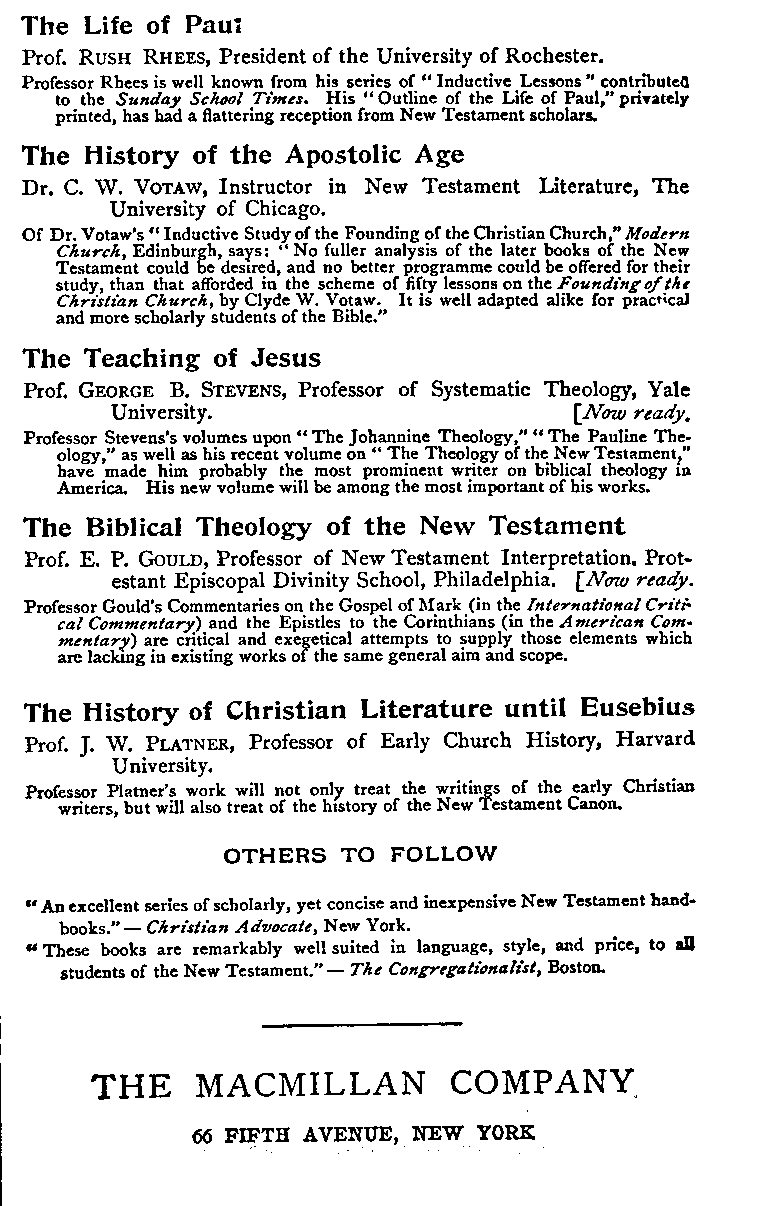 The Life of Paul
Prof. RUSH RHEES, President of the University of Rochester.
Professor Rhees is well known from his series of "Inductive Lessons" contributed
to the Sunday School Times. His "Outline of the Life of Paul," privately
printed, has had a flattering reception from New Testament scholars.
The History of the Apostolic Age
Dr. C. W. VOTAW, Instructor in New Testament Literature, The
University of Chicago.
Of Dr. Votaw's "Inductive Study of the Founding of the Christian Church," Modern
Church, Edinburgh, says: "No fuller analysis of the later books of the New
Testament could be desired, and no better programme could be offered for their
study, than that afforded in the scheme of fifty lessons on the Founding of the
Christian Church, by Clyde W. Votaw. It is well adapted alike for practical
and more scholarly students of the Bible."
The Teaching of Jesus
Prof. GEORGE B. STEVENS, Professor of Systematic Theology, Yale
University. [Now ready.
Professor Stevens's volumes upon "The Johannine Theology," "The Pauline The-
ology," as well as his recent volume on "The Theology of the New Testament,"
have made him probably the most prominent writer on biblical theology in
America. His new volume will be among the most important of his works.
The Biblical Theology of the New Testament
Prof. E. P. GOULD, Professor of New Testament Interpretation. Prot-
estant Episcopal Divinity School, Philadelphia. [Now ready.
Professor Gould's Commentaries on the Gospel of Mark (in the International Criti-
cal Commentary) and the Epistles to the Corinthians (in the American Com-
mentary) are critical and exegetical attempts to supply those elements which
are lacking in existing works of the same general aim and scope.
The History of Christian Literature until Eusebius
Prof. J. W. PLATNER, Professor of Early Church History, Harvard
University.
Professor Platner's work will not only treat the writings of the early Christian
writers, but will also treat of the history of the New Testament Canon.
OTHERS TO FOLLOW
"An excellent series of scholarly, yet concise and inexpensive New Testament hand-
books."—Christian Advocate, New York.
"These books are remarkably well suited in language, style, and price, to all
students of the New Testament."—The Congregationalist, Boston.
THE MACMILLAN COMPANY
66 FIFTH AVENUE, NEW YORK